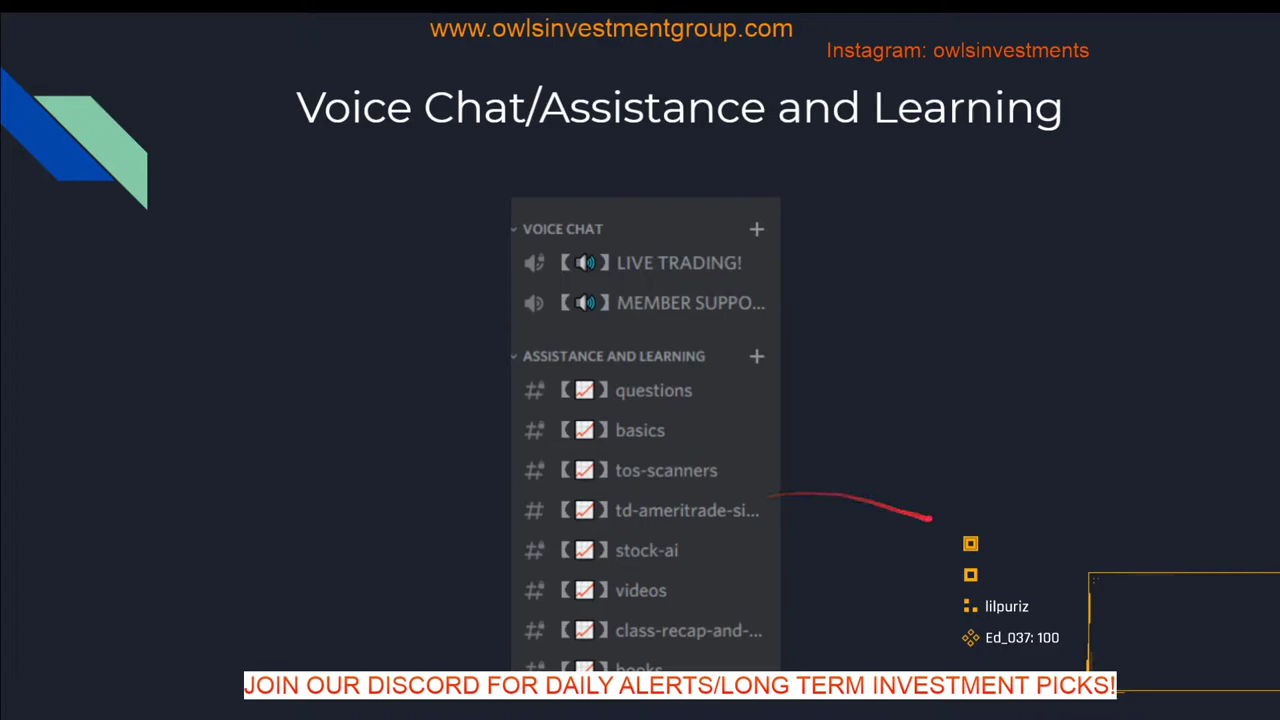 www.owlsinvestmentgroup.com
Instagram: owlsinvestments
Voice Chat/Assistance and Learning
VOICE CHAT
【🔊】LIVE TRADING!
【🔊】MEMBER SUPPO...
ASSISTANCE AND LEARNING
【📈】questions
【📈】basics
【📈】tos-scanners
【📈】td-ameritrade-si...
【📈】stock-ai
【📈】videos
【📈】class-recap-and-...
books
lilpuriz
Ed_037: 100
JOIN OUR DISCORD FOR DAILY ALERTS/LONG TERM INVESTMENT PICKS!